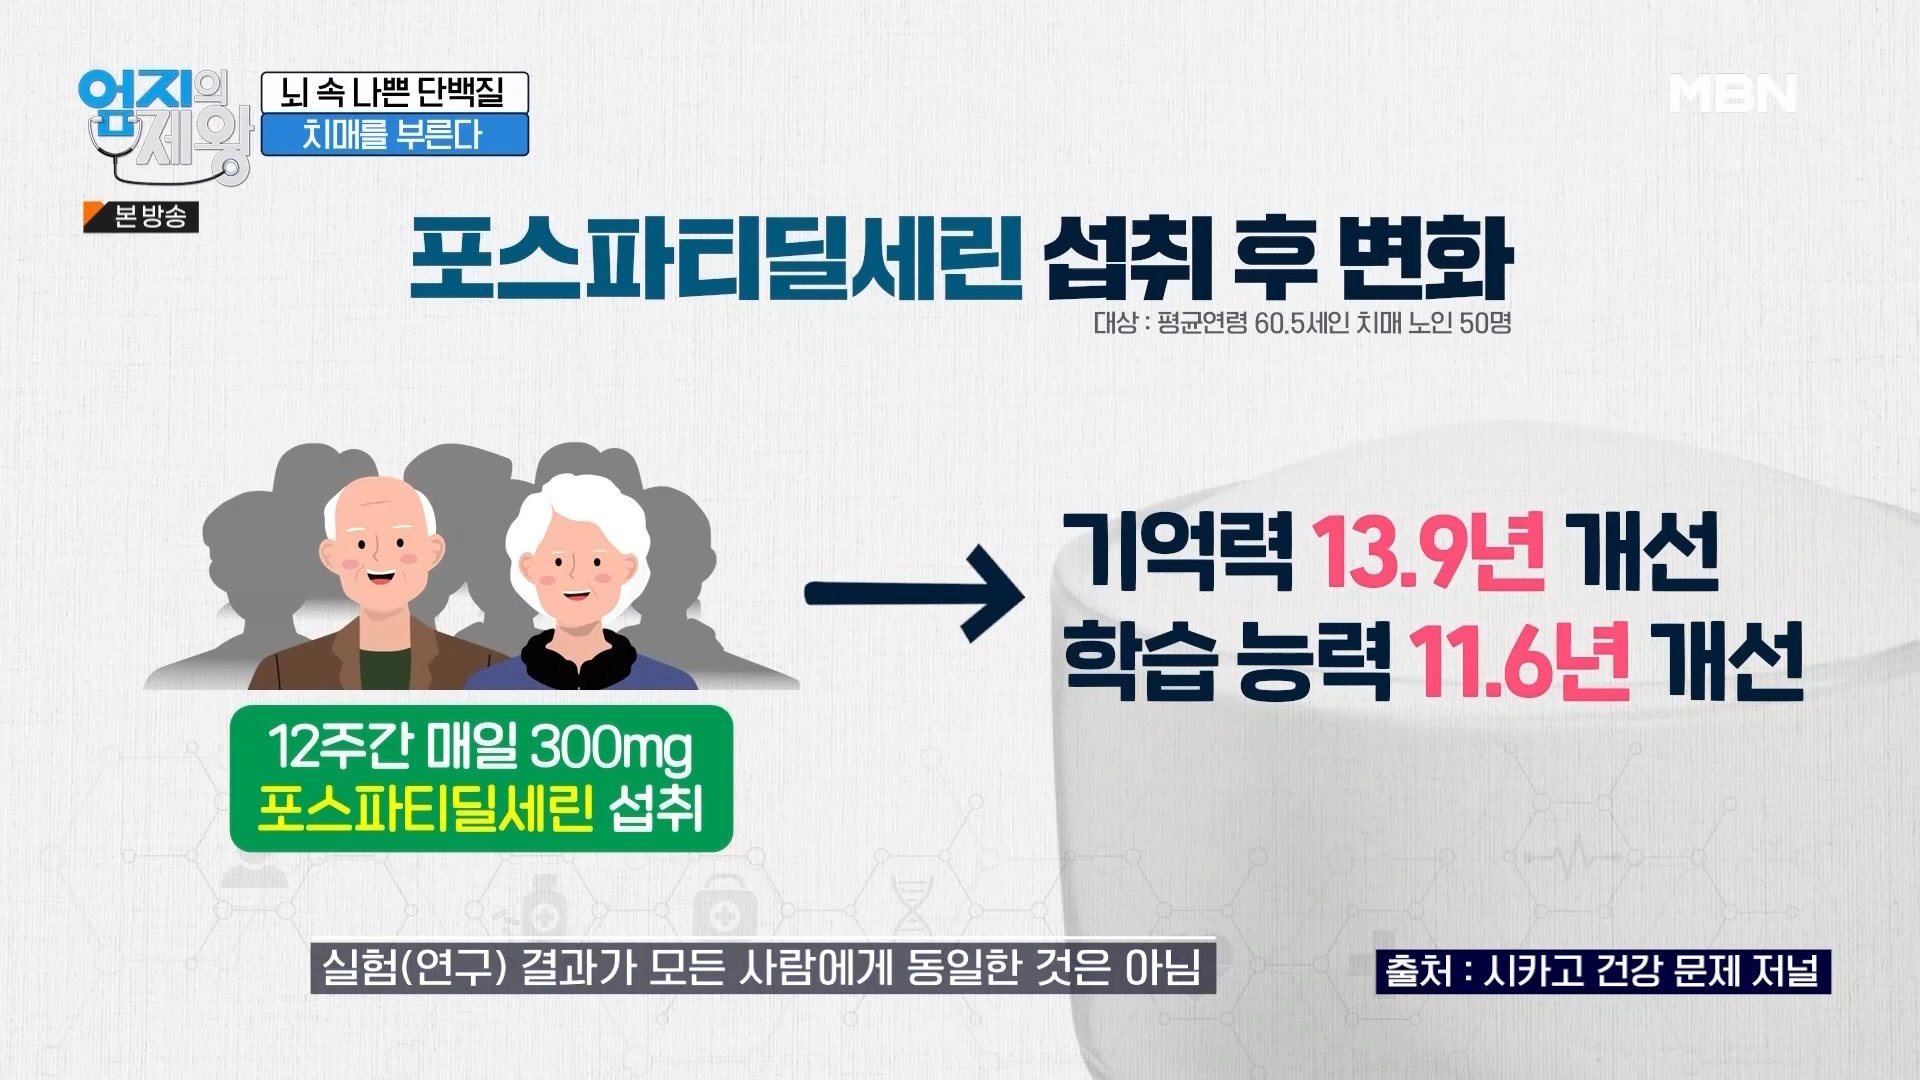 엄지의 제왕
뇌 속 나쁜 단백질
치매를 부른다
본방송
MBN
포스파티딜세린 섭취 후 변화
대상 : 평균연령 60.5세인 치매 노인 50명
기억력 13.9년 개선
학습 능력 11.6년 개선
12주간 매일 300mg
포스파티딜세린 섭취
실험(연구) 결과가 모든 사람에게 동일한 것은 아님
출처 : 시카고 건강 문제 저널